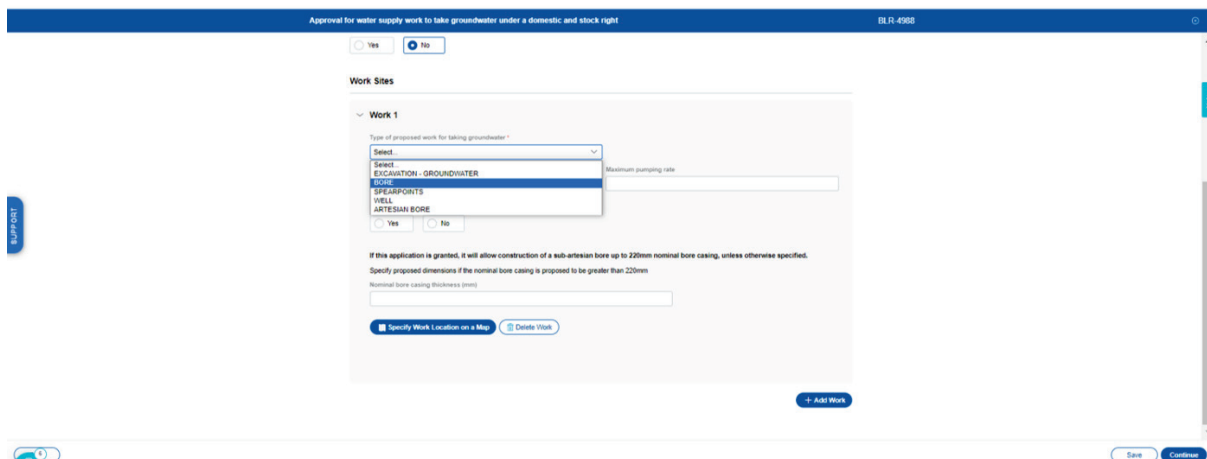 Approval for water supply work to take groundwater under a domestic and stock right BLR-4988
Yes No
Work Sites
Work 1
Type of proposed work for taking groundwater *
Select...
Select...
EXCAVATION - GROUNDWATER
BORE
SPEARPOINTS
WELL
ARTESIAN BORE
Maximum pumping rate
Yes No
If this application is granted, it will allow construction of a sub-artesian bore up to 220mm nominal bore casing, unless otherwise specified.
Specify proposed dimensions if the nominal bore casing is proposed to be greater than 220mm
Nominal bore casing thickness (mm)
Specify Work Location on a Map Delete Work
+ Add Work
SUPPORT
Save Continue